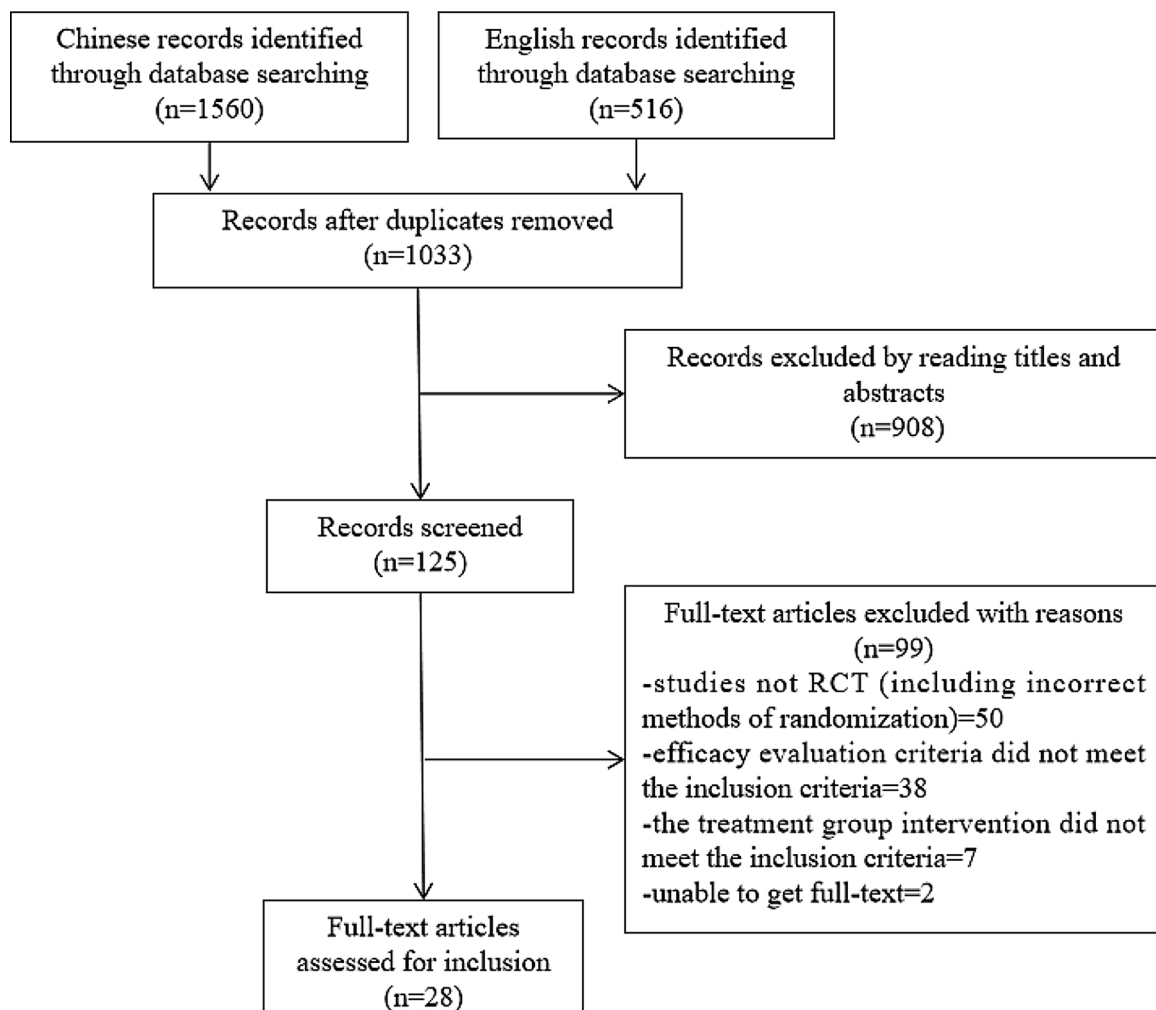 Chinese records identified
through database searching
(n=1560)
English records identified
through database searching
(n=516)
Records after duplicates removed
(n=1033)
Records excluded by reading titles and
abstracts
(n=908)
Records screened
(n=125)
Full-text articles excluded with reasons
(n=99)
-studies not RCT (including incorrect
methods of randomization)=50
-efficacy evaluation criteria did not meet
the inclusion criteria=38
-the treatment group intervention did not
meet the inclusion criteria=7
-unable to get full-text=2
Full-text articles
assessed for inclusion
(n=28)